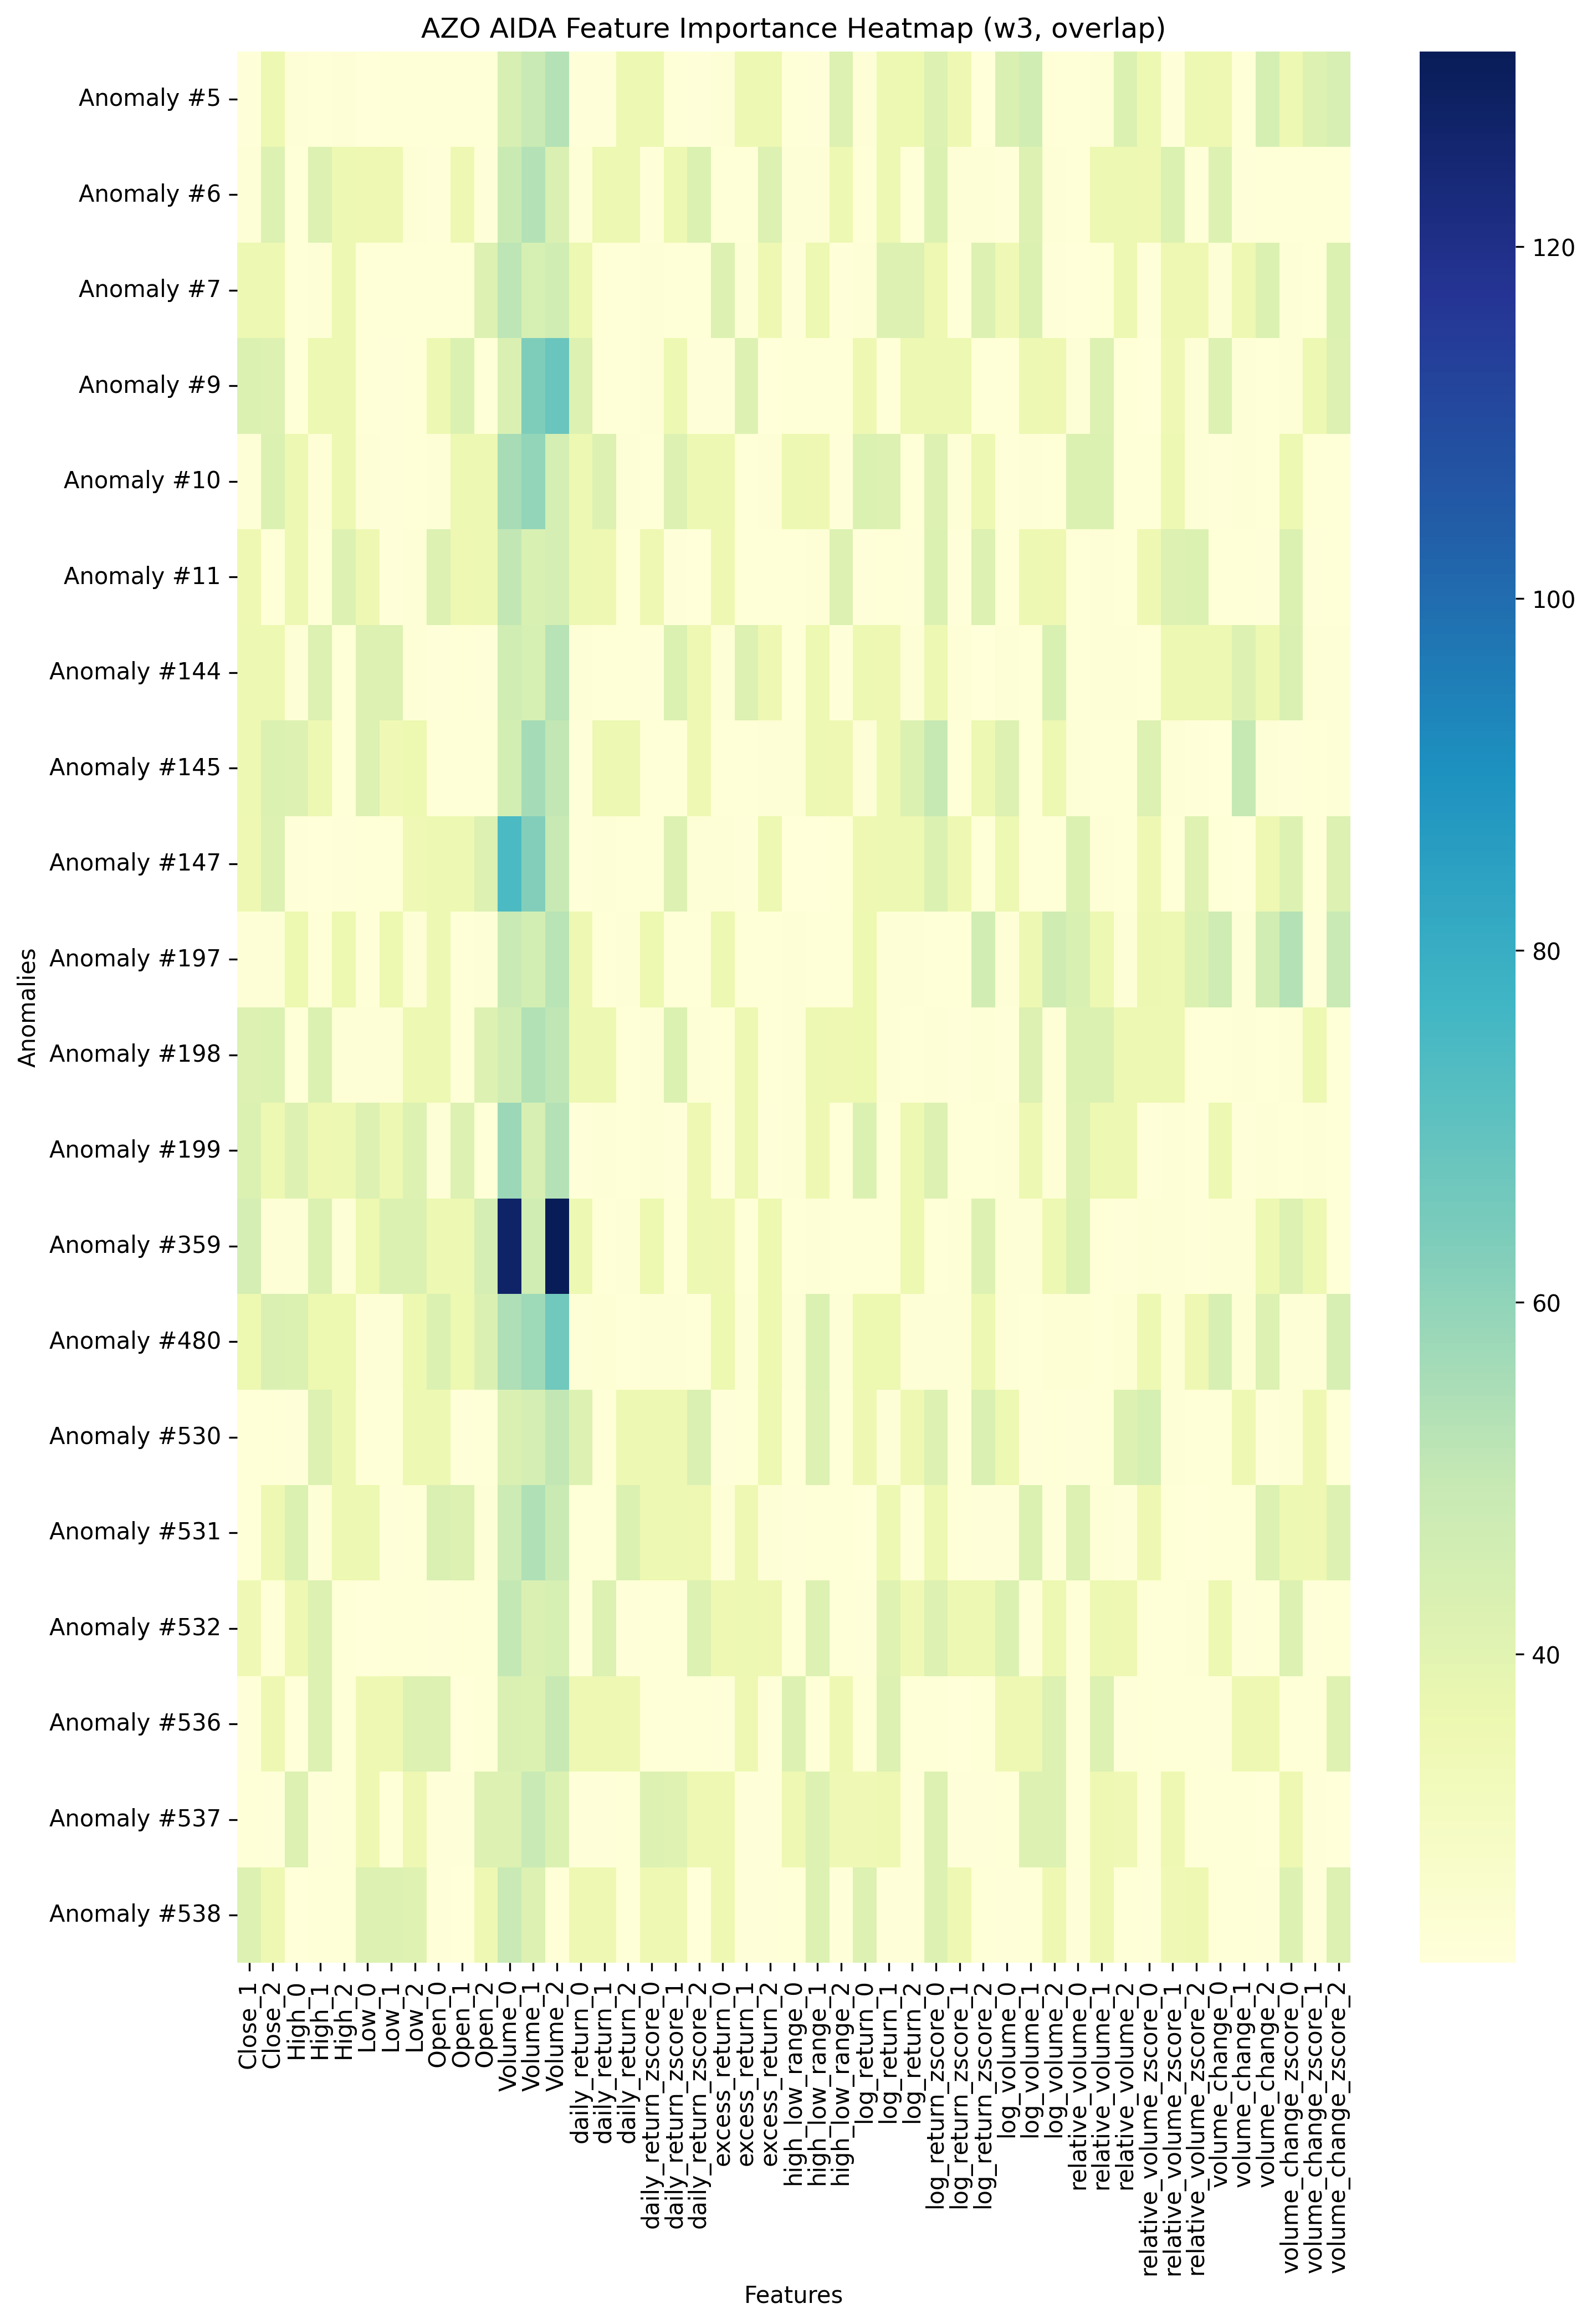 AZO AIDA Feature Importance Heatmap (w3, overlap)
Anomalies
Anomaly #5
Anomaly #6
Anomaly #7
Anomaly #9
Anomaly #10
Anomaly #11
Anomaly #144
Anomaly #145
Anomaly #147
Anomaly #197
Anomaly #198
Anomaly #199
Anomaly #359
Anomaly #480
Anomaly #530
Anomaly #531
Anomaly #532
Anomaly #536
Anomaly #537
Anomaly #538
Close_1
Close_2
High_0
High_1
High_2
Low_0
Low_1
Low_2
Open_0
Open_1
Open_2
Volume_0
Volume_1
Volume_2
daily_return_0
daily_return_1
daily_return_2
daily_return_zscore_0
daily_return_zscore_1
daily_return_zscore_2
excess_return_0
excess_return_1
excess_return_2
high_low_range_0
high_low_range_1
high_low_range_2
log_return_0
log_return_1
log_return_2
log_return_zscore_0
log_return_zscore_1
log_return_zscore_2
log_volume_0
log_volume_1
log_volume_2
relative_volume_0
relative_volume_1
relative_volume_2
relative_volume_zscore_0
relative_volume_zscore_1
relative_volume_zscore_2
volume_change_0
volume_change_1
volume_change_2
volume_change_zscore_0
volume_change_zscore_1
volume_change_zscore_2
Features
120
100
80
60
40